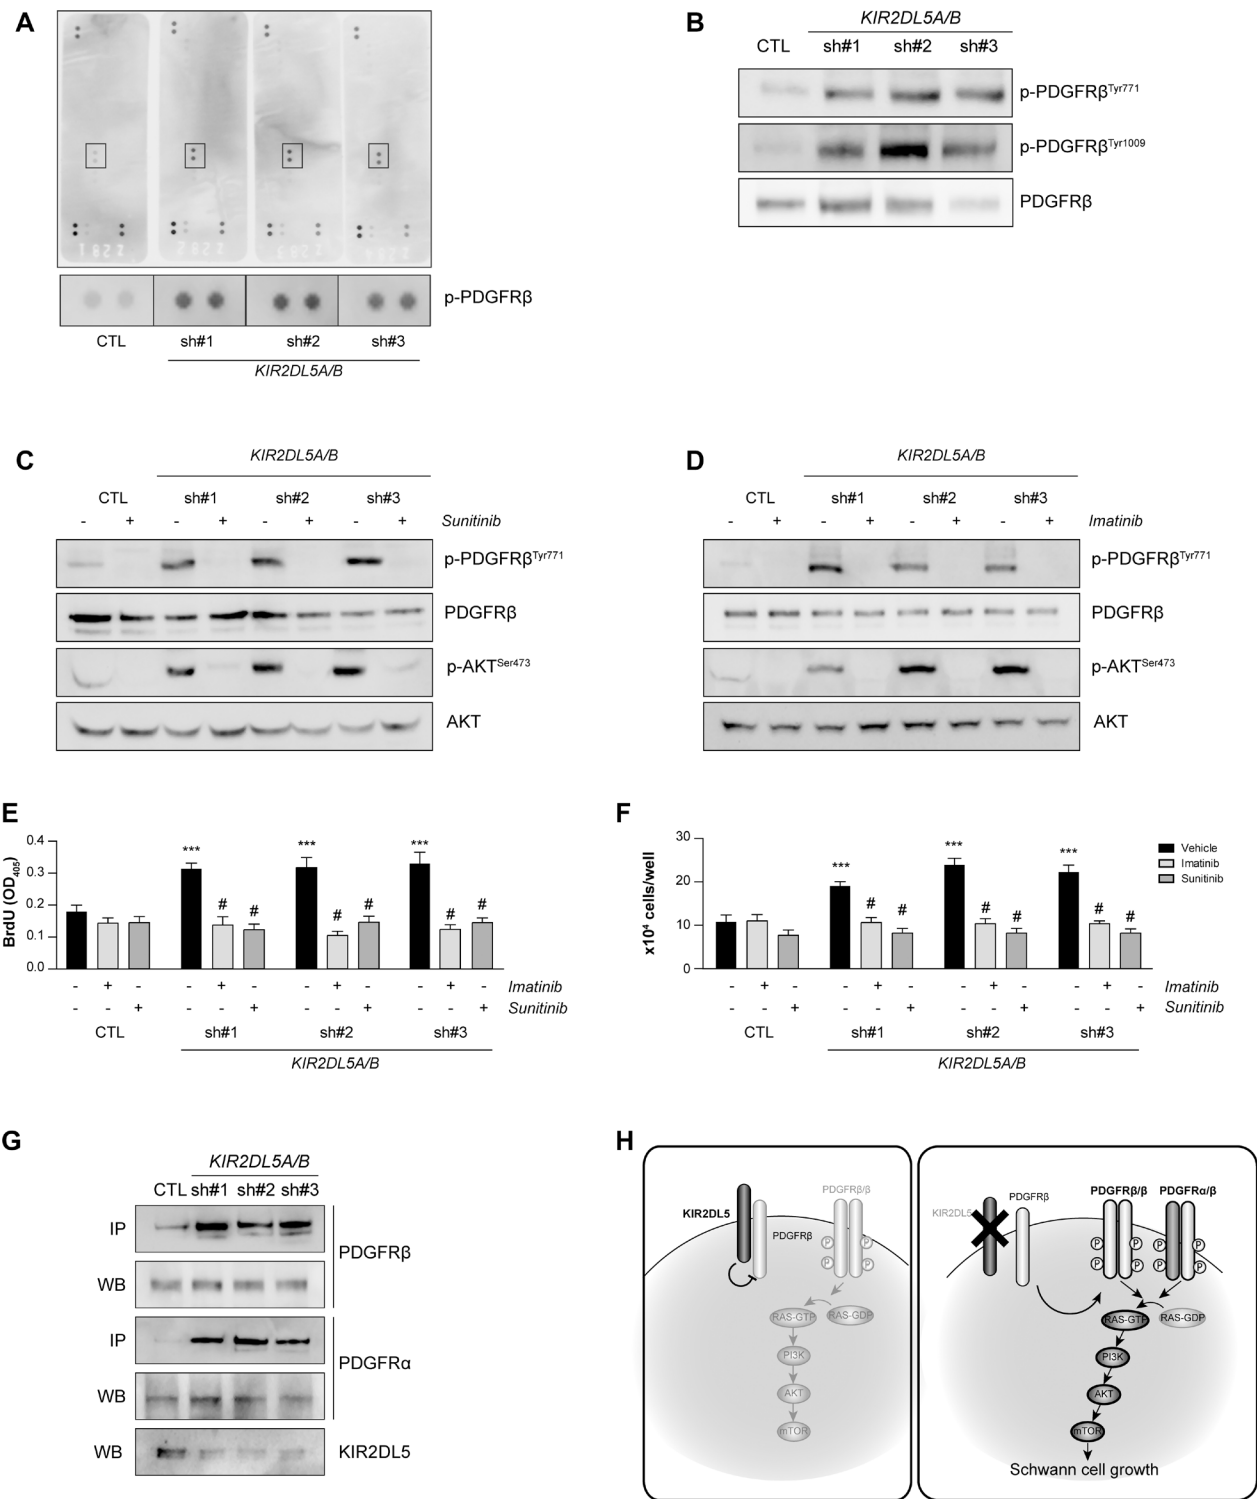 A
p-PDGFRβ
CTL sh#1 sh#2 sh#3
KIR2DL5A/B
B
KIR2DL5A/B
CTL sh#1 sh#2 sh#3
p-PDGFRβTyr771
p-PDGFRβTyr1009
PDGFRβ
C
KIR2DL5A/B
CTL sh#1 sh#2 sh#3
- + - + - + - + Sunitinib
p-PDGFRβTyr771
PDGFRβ
p-AKTSer473
AKT
D
KIR2DL5A/B
CTL sh#1 sh#2 sh#3
- + - + - + - + Imatinib
p-PDGFRβTyr771
PDGFRβ
p-AKTSer473
AKT
E
BrdU (OD405)
0.4
0.3
0.2
0.1
0.0
*** *** ***
# # # # # #
- + - - + - - + - Imatinib
- - + - - + - - + Sunitinib
CTL sh#1 sh#2 sh#3
KIR2DL5A/B
F
x10⁴ cells/well
30
20
10
0
*** *** ***
# # # # # #
Vehicle
Imatinib
Sunitinib
- + - - + - - + - - + - Imatinib
- - + - - + - - + - - + Sunitinib
CTL sh#1 sh#2 sh#3
KIR2DL5A/B
G
KIR2DL5A/B
CTL sh#1 sh#2 sh#3
IP
PDGFRβ
WB
IP
PDGFRα
WB
WB KIR2DL5
H
KIR2DL5
PDGFRβ
PDGFRβ/β
P P
P P
RAS-GTP RAS-GDP
PI3K
AKT
mTOR
KIR2DL5
PDGFRβ
PDGFRβ/β PDGFRα/β
P P P
P P P
RAS-GTP RAS-GDP
PI3K
AKT
mTOR
Schwann cell growth